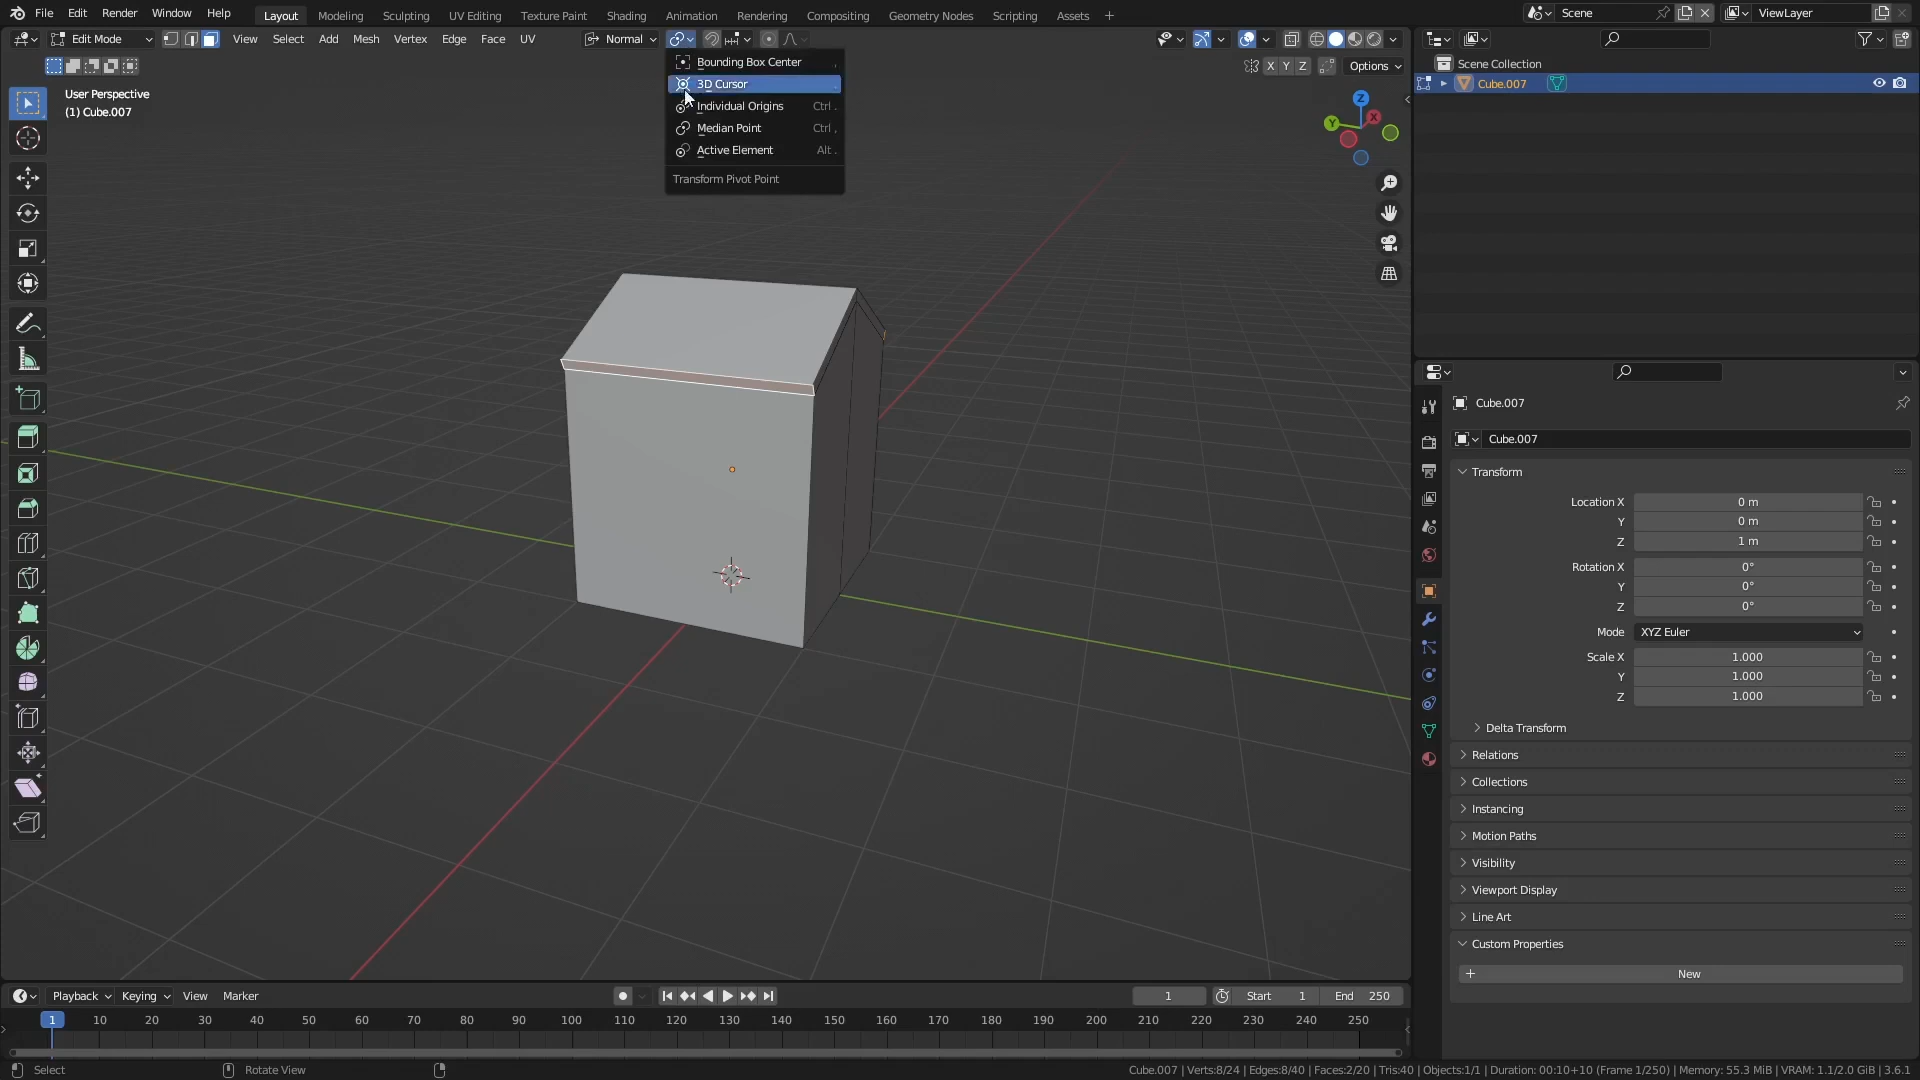 File Edit Render Window Help Layout Modeling Sculpting UV Editing Texture Paint Shading Animation Rendering Compositing Geometry Nodes Scripting Assets + Scene ViewLayer
Edit Mode View Select Add Mesh Vertex Edge Face UV Normal
X Y Z Options
User Perspective
(1) Cube.007
Bounding Box Center ,
3D Cursor .
Individual Origins Ctrl .
Median Point Ctrl ,
Active Element Alt .
Transform Pivot Point
Z
Y
X
Scene Collection
Cube.007
Cube.007
Cube.007
Transform
Location X 0 m
Y 0 m
Z 1 m
Rotation X 0°
Y 0°
Z 0°
Mode XYZ Euler
Scale X 1.000
Y 1.000
Z 1.000
Delta Transform
Relations
Collections
Instancing
Motion Paths
Visibility
Viewport Display
Line Art
Custom Properties
+ New
Playback Keying View Marker 1 Start 1 End 250
1 10 20 30 40 50 60 70 80 90 100 110 120 130 140 150 160 170 180 190 200 210 220 230 240 250
Select Rotate View Cube.007 | Verts:8/24 | Edges:8/40 | Faces:2/20 | Tris:40 | Objects:1/1 | Duration: 00:10+10 (Frame 1/250) | Memory: 55.3 MiB | VRAM: 1.1/2.0 GiB | 3.6.1